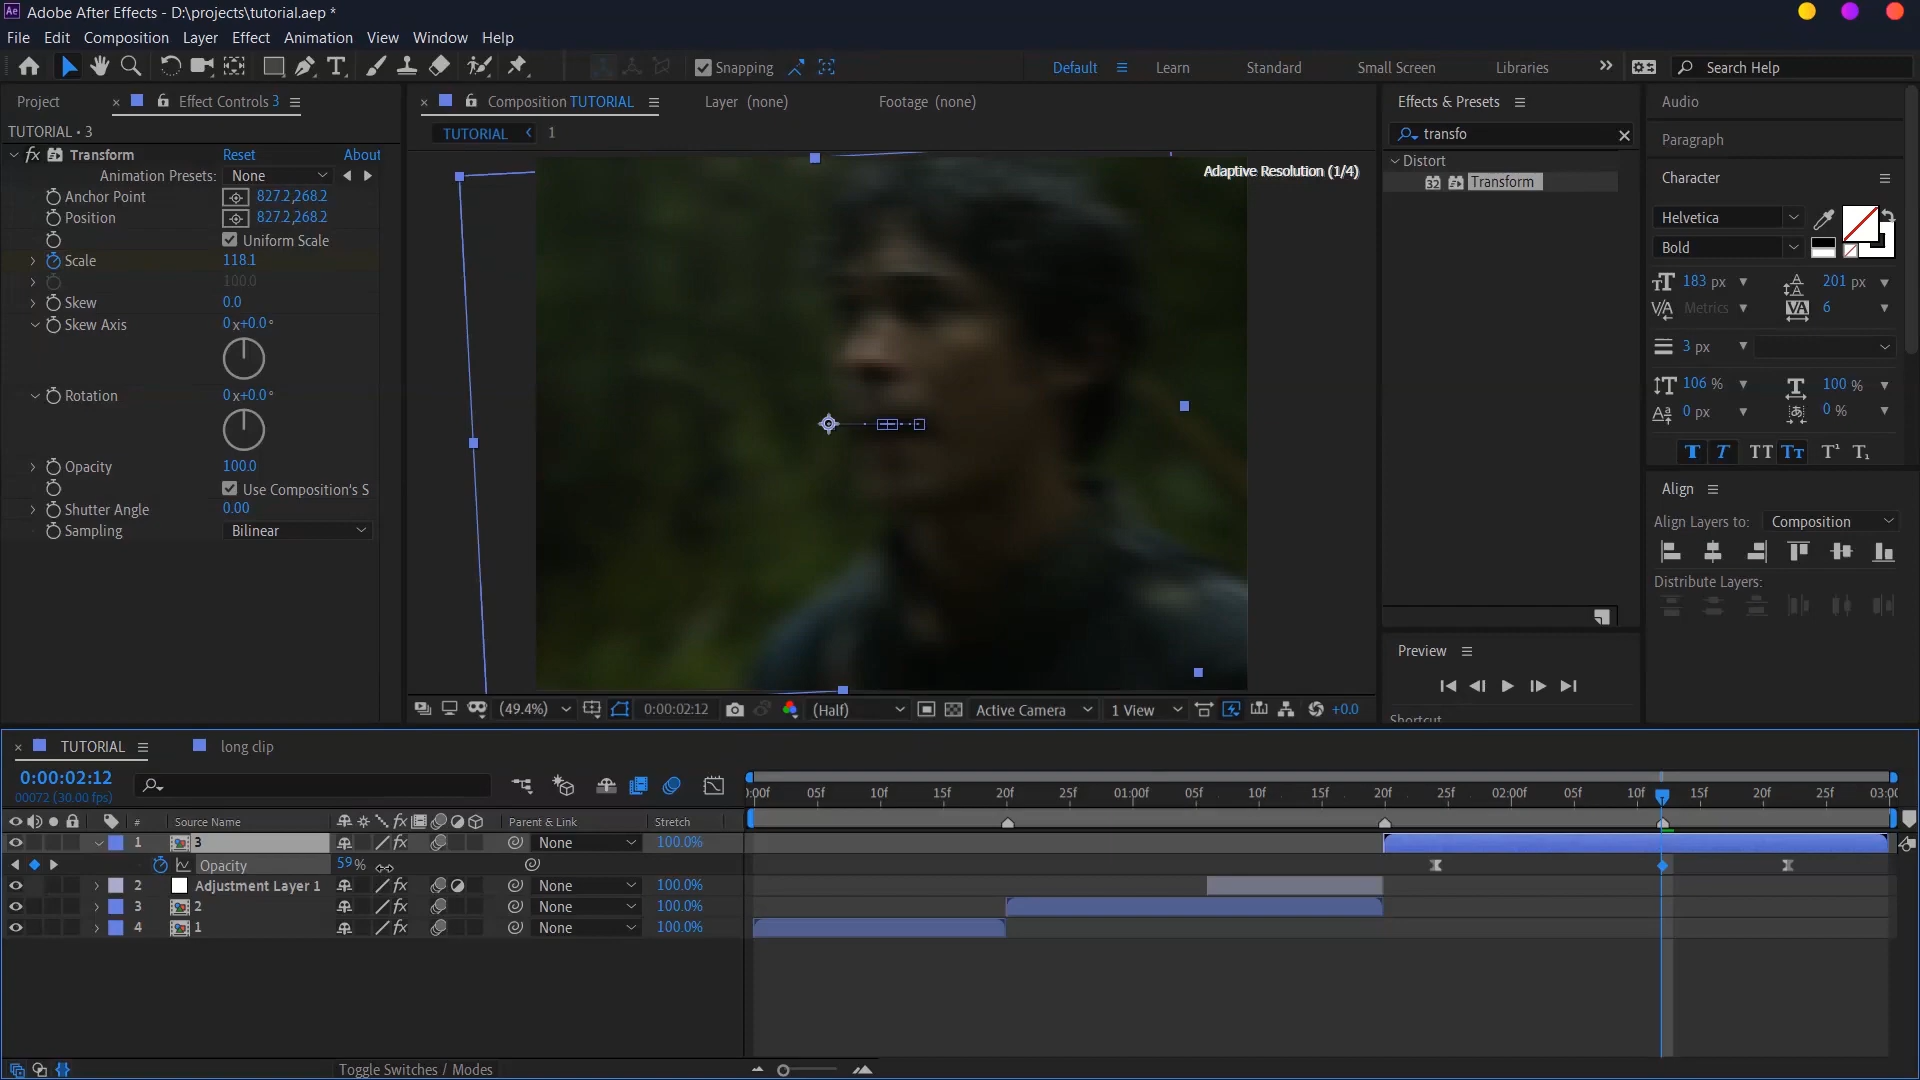 Adobe After Effects - D:\projects\tutorial.aep *
File Edit Composition Layer Effect Animation View Window Help
Snapping Default Learn Standard Small Screen Libraries Search Help
Project Effect Controls 3
TUTORIAL • 3
fx Transform Reset About
Animation Presets: None
Anchor Point 827.2,268.2
Position 827.2,268.2
Uniform Scale
Scale 118.1
100.0
Skew 0.0
Skew Axis 0x+0.0°
Rotation 0x+0.0°
Opacity 100.0
Use Composition's S
Shutter Angle 0.00
Sampling Bilinear
Composition TUTORIAL Layer (none) Footage (none)
TUTORIAL 1
Adaptive Resolution (1/4)
(49.4%) 0:00:02:12 (Half) Active Camera 1 View +0.0
Effects & Presets
transfo
Distort
32 Transform
Preview
Shortcut
Audio
Paragraph
Character
Helvetica
Bold
183 px 201 px
Metrics 6
3 px
106 % 100 %
0 px 0 %
Align
Align Layers to: Composition
Distribute Layers:
TUTORIAL long clip
0:00:02:12
00072 (30.00 fps)
:00f 05f 10f 15f 20f 25f 01:00f 05f 10f 15f 20f 25f 02:00f 05f 10f 15f 20f 25f 03:00
# Source Name fx Parent & Link Stretch
1 3 fx None 100.0%
Opacity 59 %
2 Adjustment Layer 1 fx None 100.0%
3 2 fx None 100.0%
4 1 fx None 100.0%
Toggle Switches / Modes